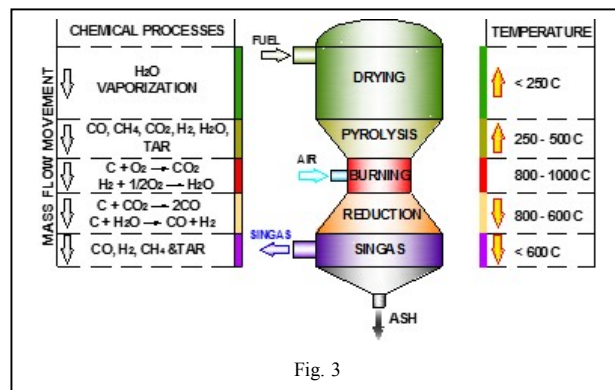 CHEMICAL PROCESSES
MASS FLOW MOVEMENT
H₂O
VAPORIZATION
CO, CH₄, CO₂, H₂, H₂O,
TAR
C + O₂ → CO₂
H₂ + 1/2O₂ → H₂O
C + CO₂ → 2CO
C + H₂O → CO + H₂
CO, H₂, CH₄ & TAR
FUEL
DRYING
PYROLYSIS
AIR
BURNING
REDUCTION
SINGAS
SINGAS
ASH
TEMPERATURE
< 250 C
250 - 500 C
800 - 1000 C
800 - 600 C
< 600 C
Fig. 3